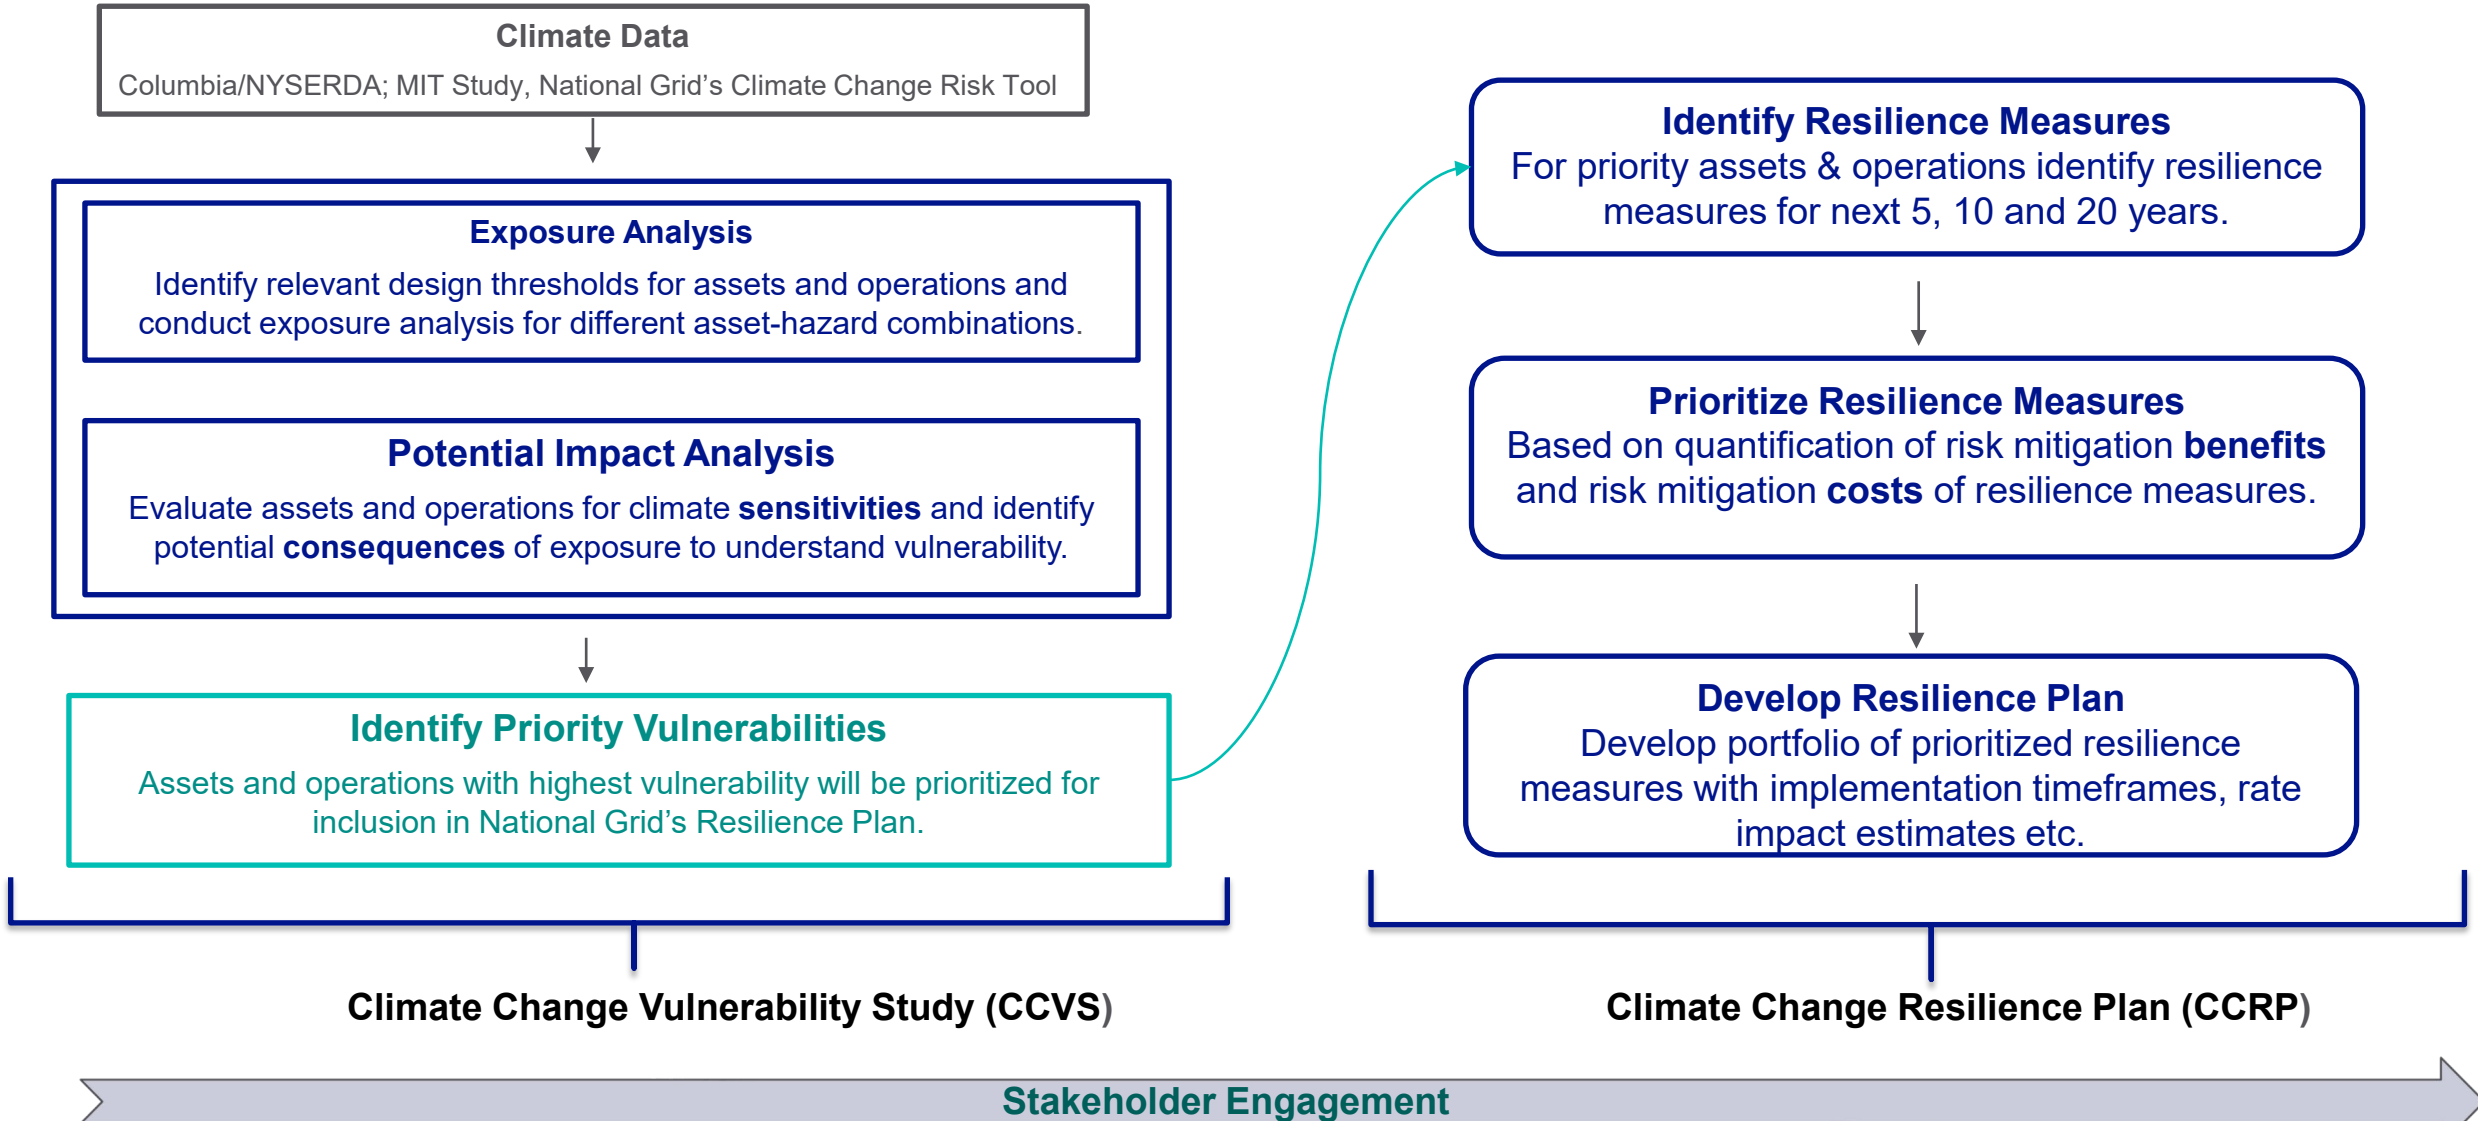 Climate Data
Columbia/NYSERDA; MIT Study, National Grid's Climate Change Risk Tool
Exposure Analysis
Identify relevant design thresholds for assets and operations and
conduct exposure analysis for different asset-hazard combinations.
Potential Impact Analysis
Evaluate assets and operations for climate sensitivities and identify
potential consequences of exposure to understand vulnerability.
Identify Priority Vulnerabilities
Assets and operations with highest vulnerability will be prioritized for
inclusion in National Grid's Resilience Plan.
Climate Change Vulnerability Study (CCVS)
Identify Resilience Measures
For priority assets & operations identify resilience
measures for next 5, 10 and 20 years.
Prioritize Resilience Measures
Based on quantification of risk mitigation benefits
and risk mitigation costs of resilience measures.
Develop Resilience Plan
Develop portfolio of prioritized resilience
measures with implementation timeframes, rate
impact estimates etc.
Climate Change Resilience Plan (CCRP)
Stakeholder Engagement